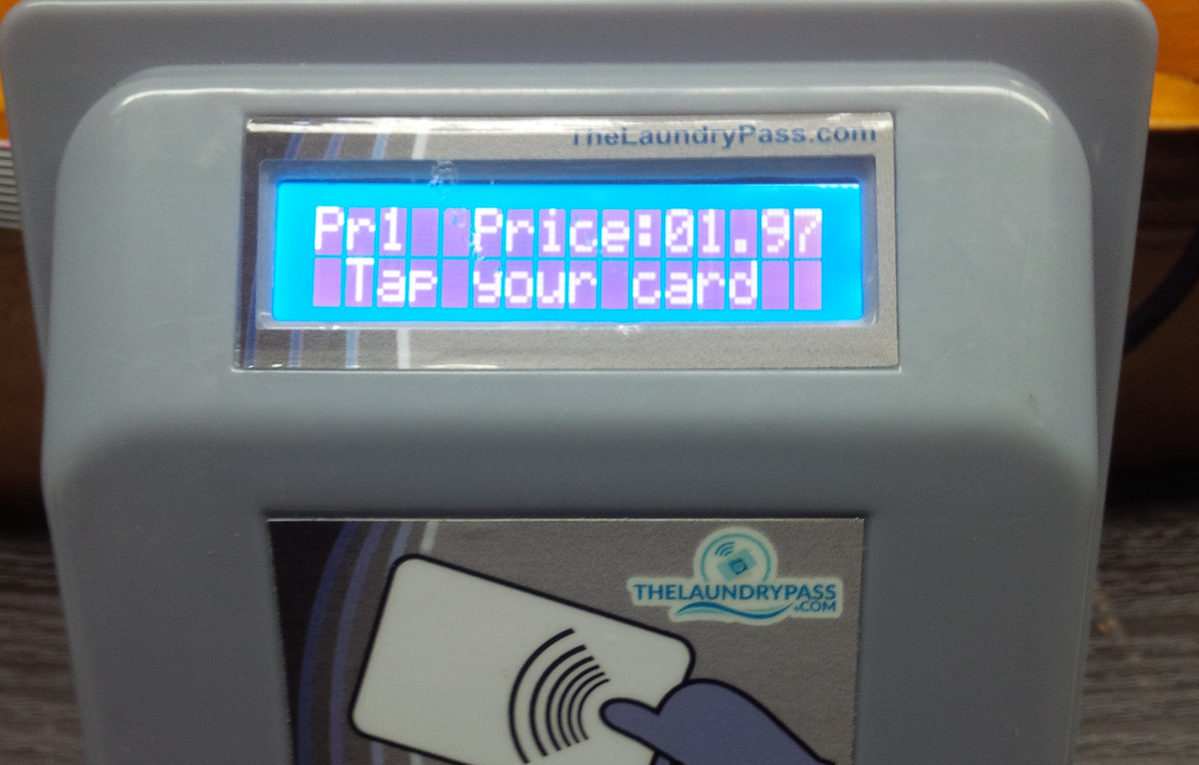 TheLaundryPass.com
Pr1 Price:01.97
Tap your card
THELAUNDRYPASS
.COM